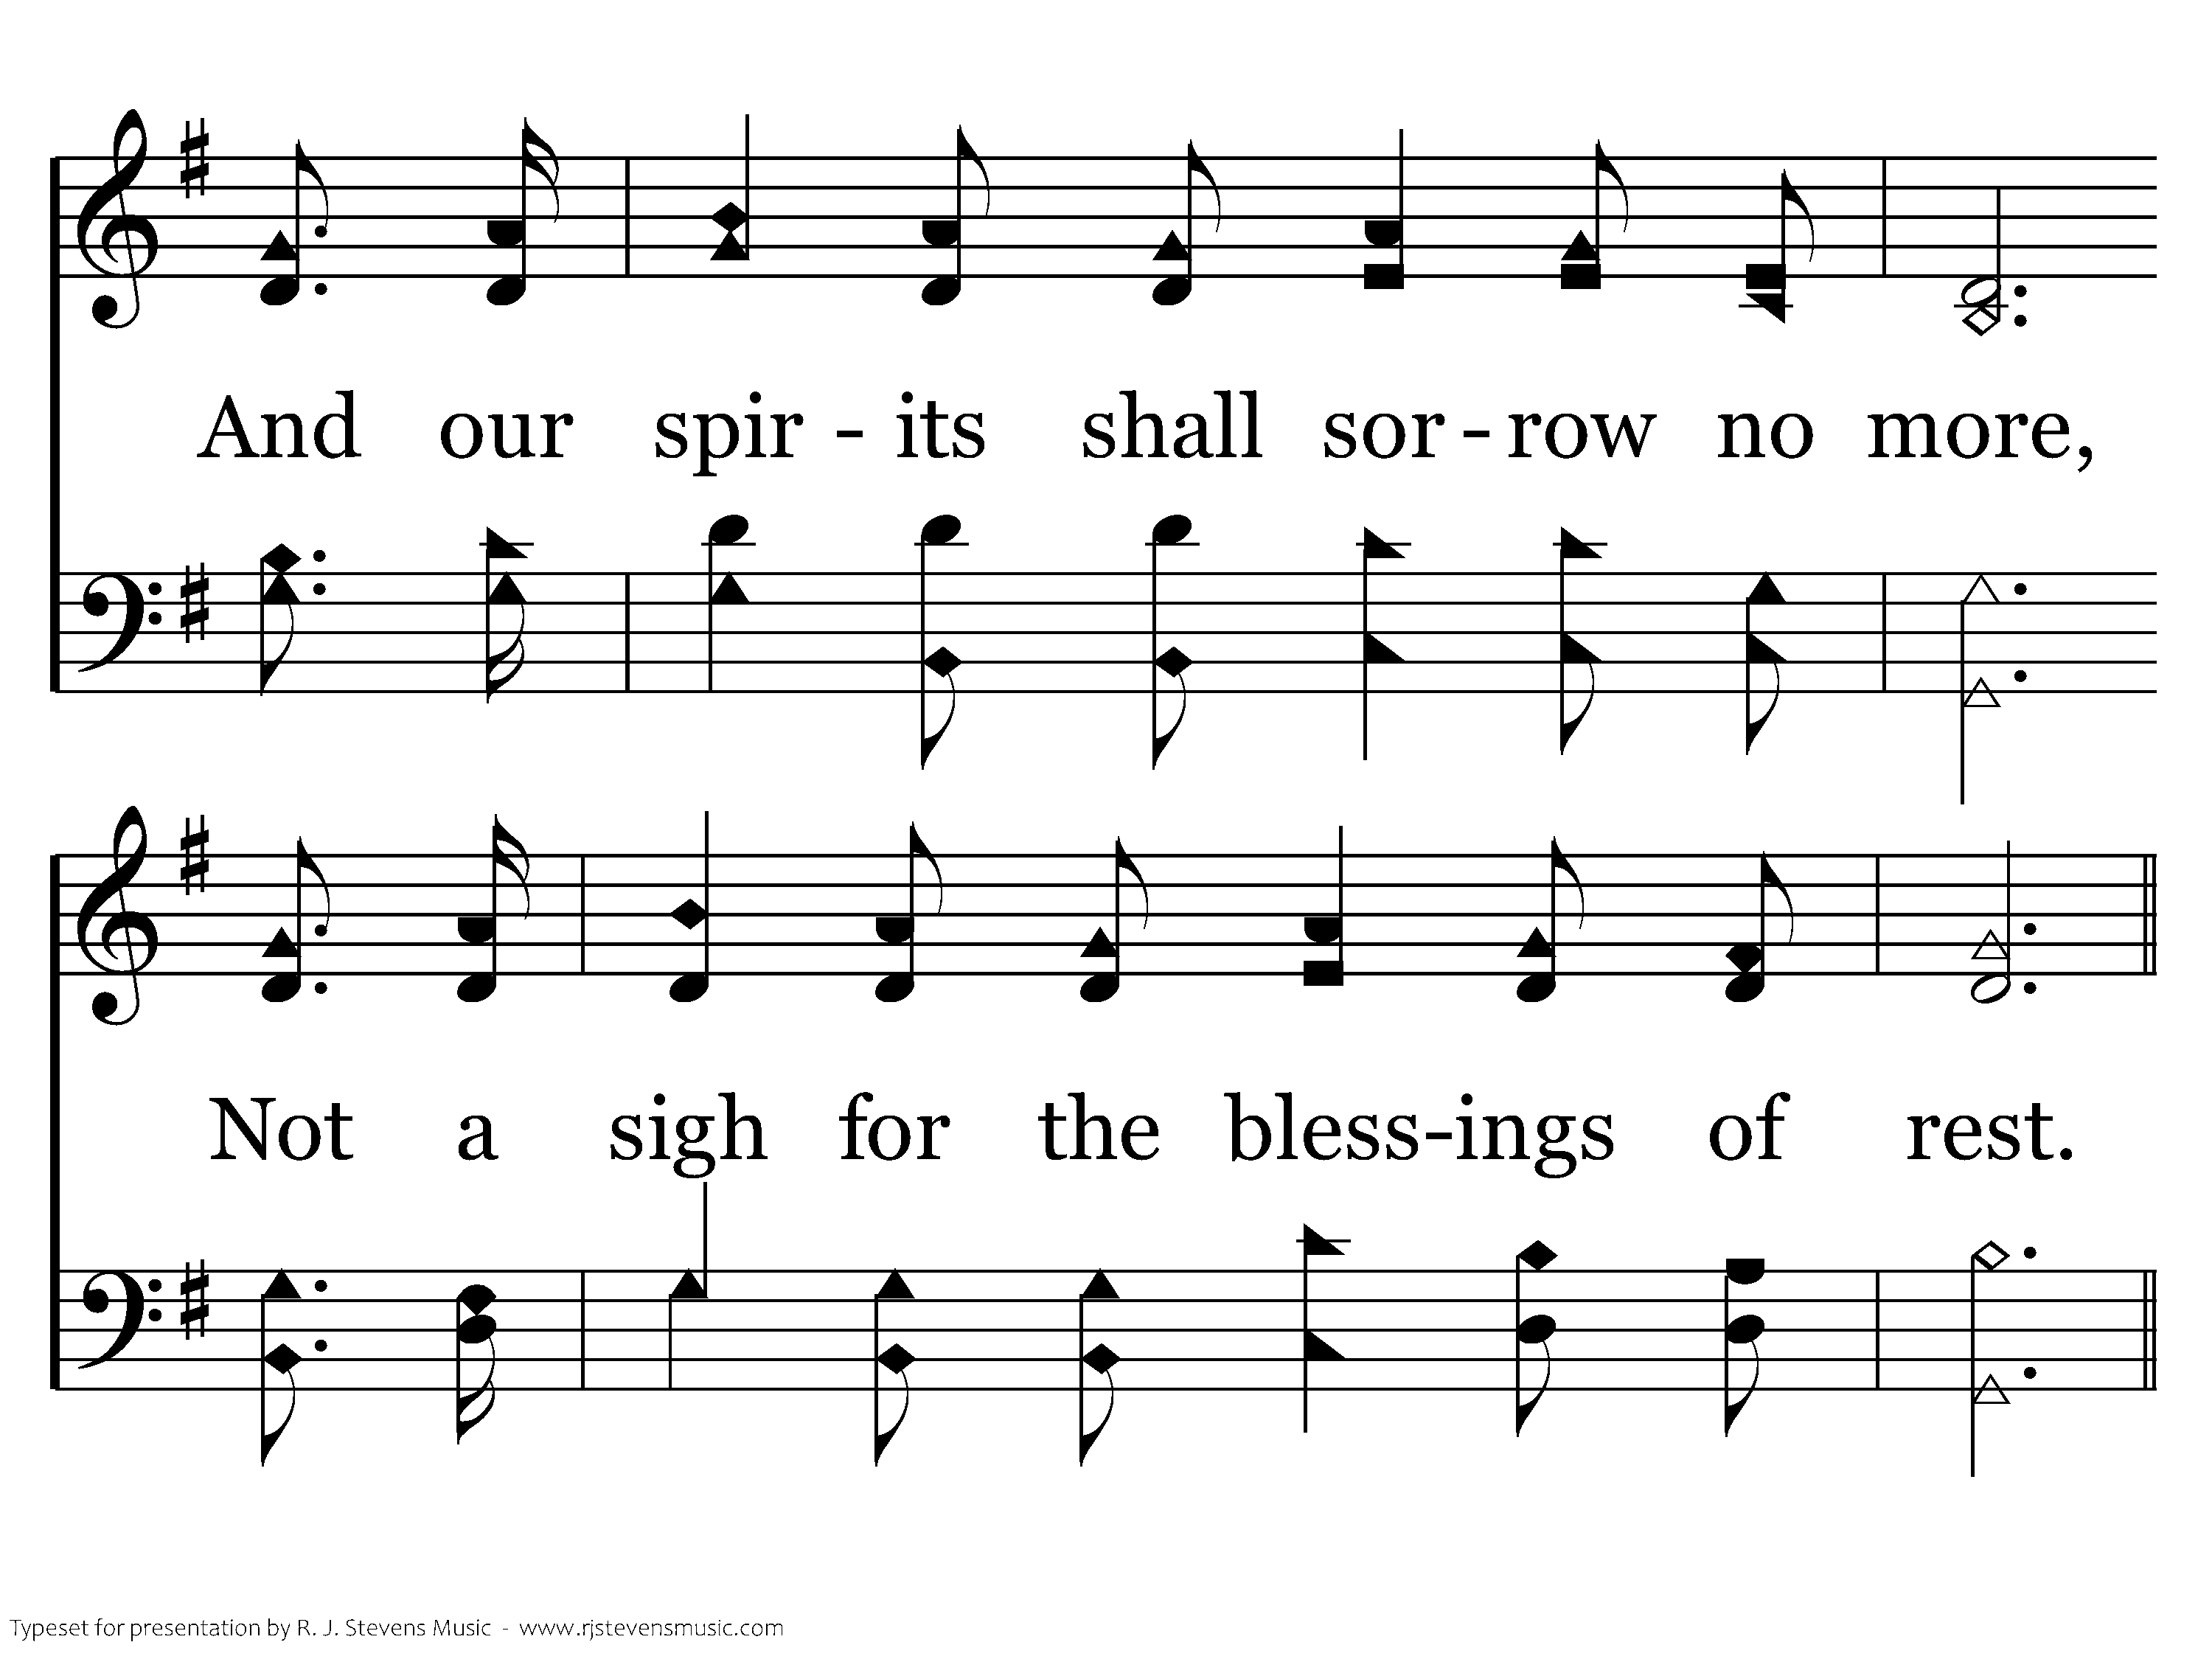 And our spir - its shall sor - row no more,
Not a sigh for the bless-ings of rest.
Typeset for presentation by R. J. Stevens Music - www.rjstevensmusic.com